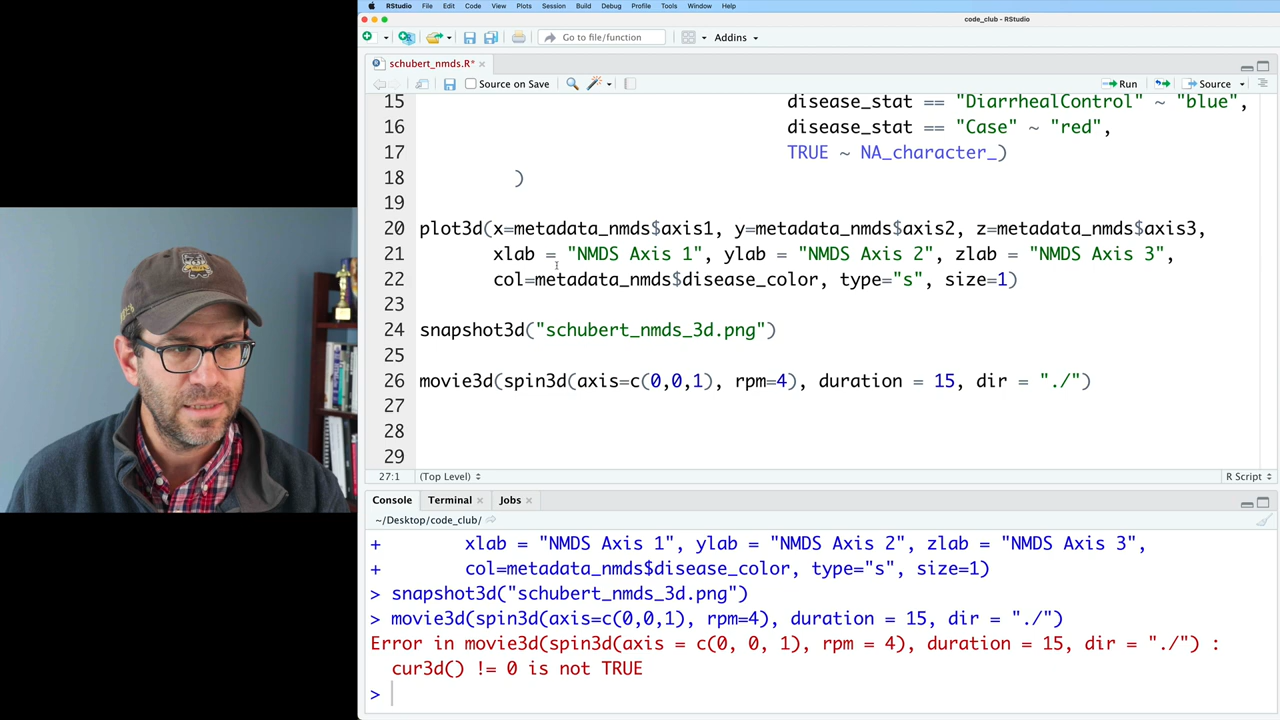 RStudio File Edit Code View Plots Session Build Debug Profile Tools Window Help
code_club - RStudio
Go to file/function Addins
schubert_nmds.R*
Source on Save Run Source
15 disease_stat == "DiarrhealControl" ~ "blue",
16 disease_stat == "Case" ~ "red",
17 TRUE ~ NA_character_)
18 )
19
20 plot3d(x=metadata_nmds$axis1, y=metadata_nmds$axis2, z=metadata_nmds$axis3,
21 xlab = "NMDS Axis 1", ylab = "NMDS Axis 2", zlab = "NMDS Axis 3",
22 col=metadata_nmds$disease_color, type="s", size=1)
23
24 snapshot3d("schubert_nmds_3d.png")
25
26 movie3d(spin3d(axis=c(0,0,1), rpm=4), duration = 15, dir = "./")
27
28
29
27:1 (Top Level) R Script
Console Terminal Jobs
~/Desktop/code_club/
+ xlab = "NMDS Axis 1", ylab = "NMDS Axis 2", zlab = "NMDS Axis 3",
+ col=metadata_nmds$disease_color, type="s", size=1)
> snapshot3d("schubert_nmds_3d.png")
> movie3d(spin3d(axis=c(0,0,1), rpm=4), duration = 15, dir = "./")
Error in movie3d(spin3d(axis = c(0, 0, 1), rpm = 4), duration = 15, dir = "./") :
cur3d() != 0 is not TRUE
>